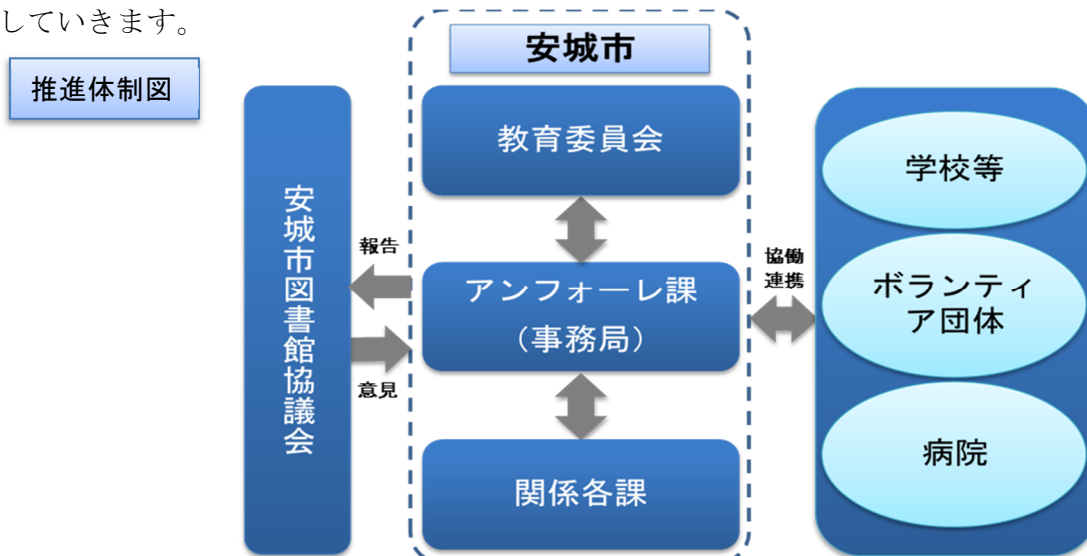 していきます。
推進体制図
安城市
教育委員会
アンフォーレ課
（事務局）
関係各課
安城市図書館協議会
報告
意見
協働
連携
学校等
ボランティ
ア団体
病院